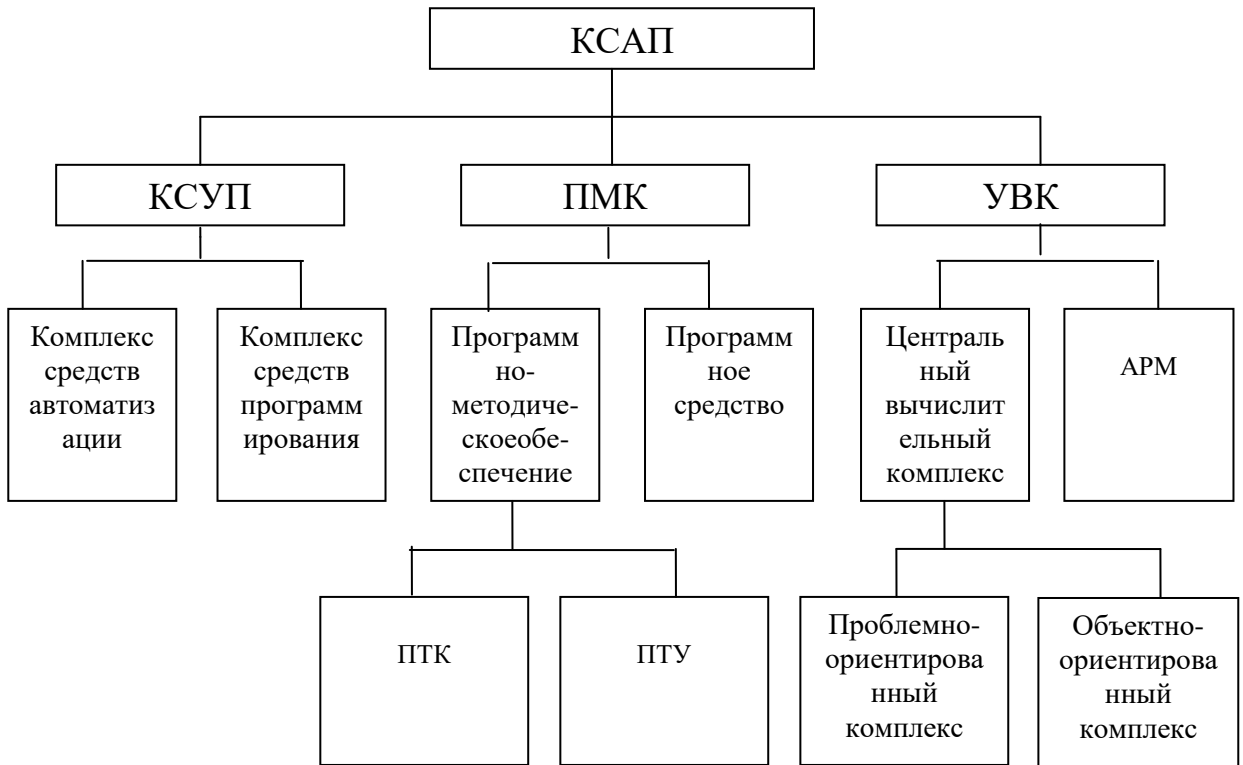 КСАП
КСУП
ПМК
УВК
Комплекс
средств
автоматиз
ации
Комплекс
средств
программ
ирования
Программ
но-
методиче-
скоеобе-
спечение
Программ
ное
средство
Централь
ный
вычислит
ельный
комплекс
АРМ
ПТК
ПТУ
Проблемно-
ориентирова
нный
комплекс
Объектно-
ориентирова
нный
комплекс